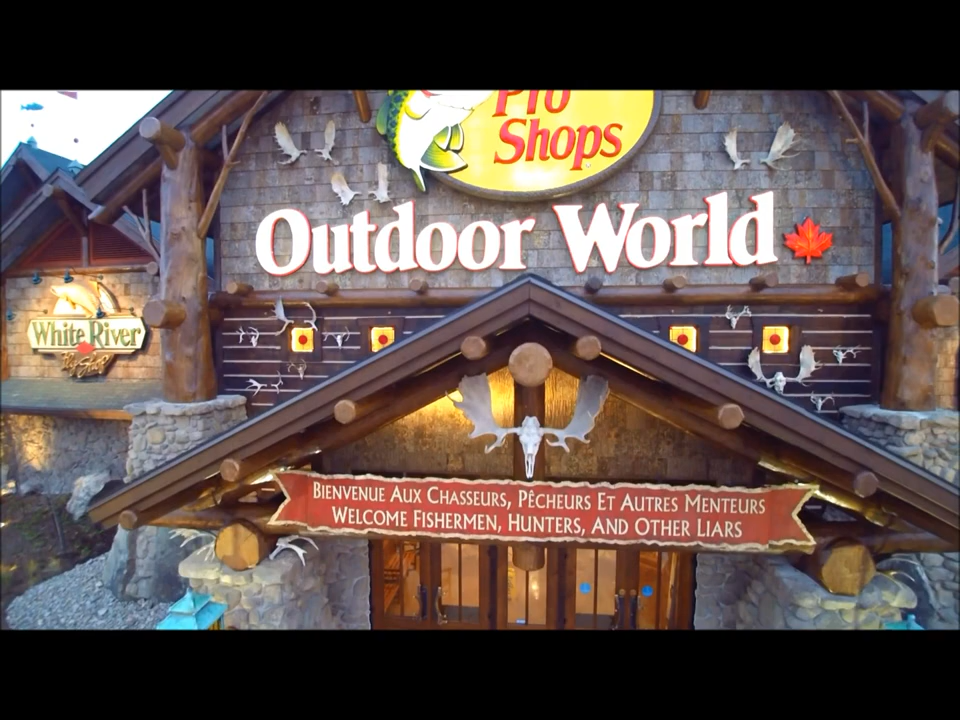 Pro
Shops
Outdoor World
White River
BIENVENUE AUX CHASSEURS, PÊCHEURS ET AUTRES MENTEURS
WELCOME FISHERMEN, HUNTERS, AND OTHER LIARS